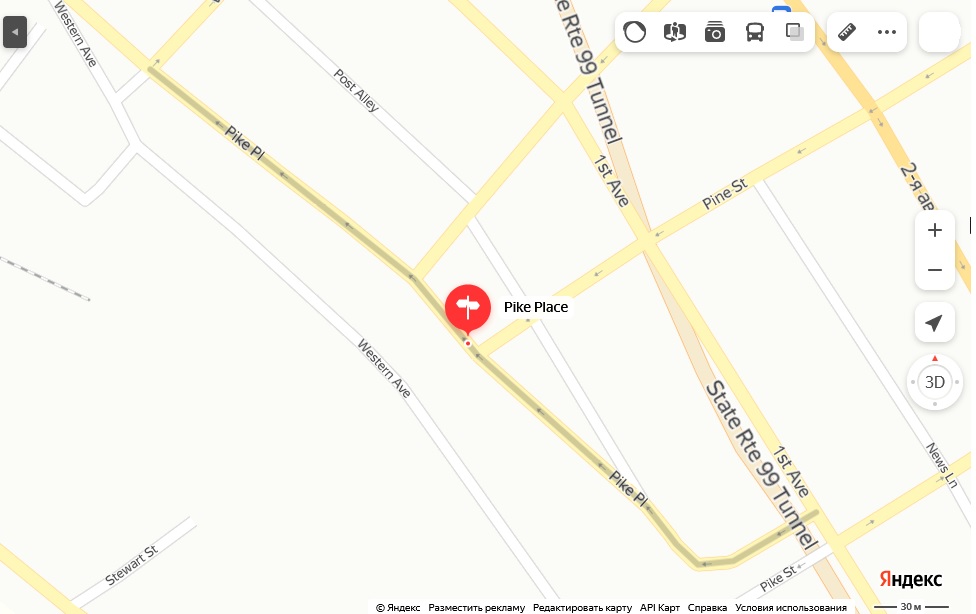 Western Ave
te Rte 99 Tunnel
Post Alley
Pike Pl
1st Ave
2-я ав
Pine St
Pike Place
3D
Western Ave
State Rte 99 Tunnel
1st Ave
News Ln
Pike Pl
Stewart St
Pike St
Яндекс
© Яндекс Разместить рекламу Редактировать карту API Карт Справка Условия использования 30 м